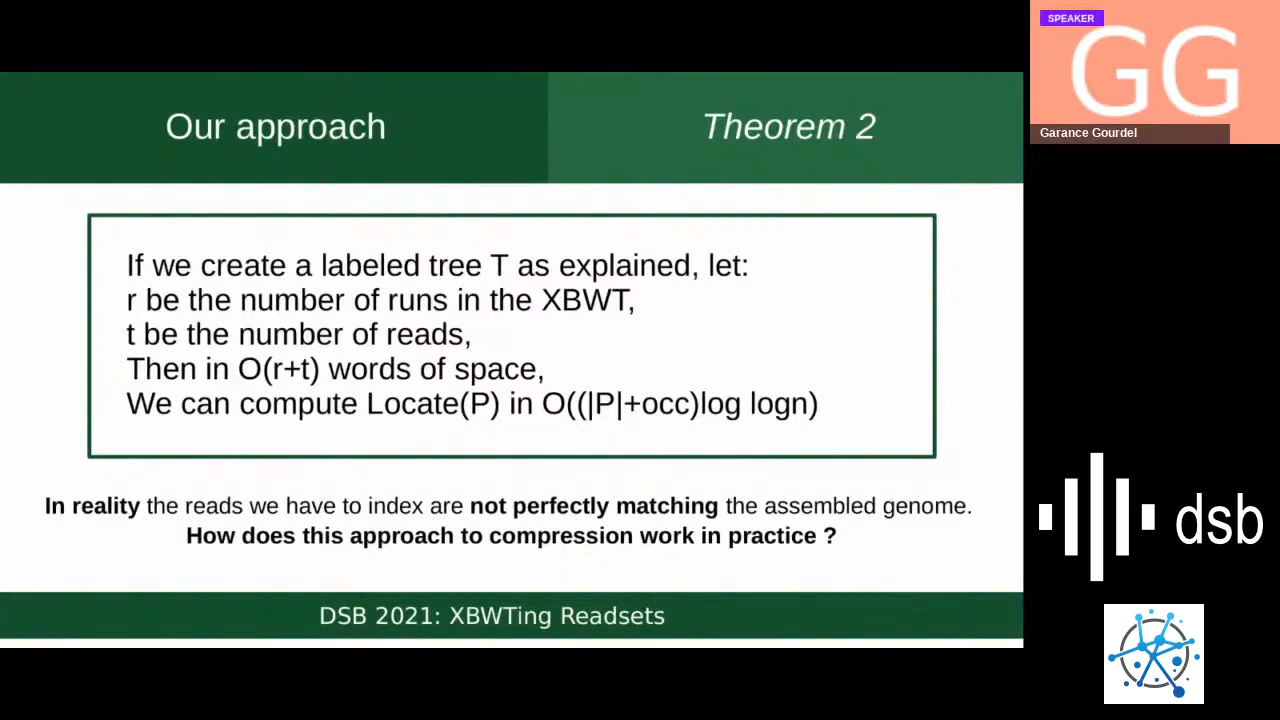 Our approach
Theorem 2
If we create a labeled tree T as explained, let:
r be the number of runs in the XBWT,
t be the number of reads,
Then in O(r+t) words of space,
We can compute Locate(P) in O((|P|+occ)log logn)
In reality the reads we have to index are not perfectly matching the assembled genome.
How does this approach to compression work in practice ?
DSB 2021: XBWTing Readsets
SPEAKER
GG
Garance Gourdel
dsb